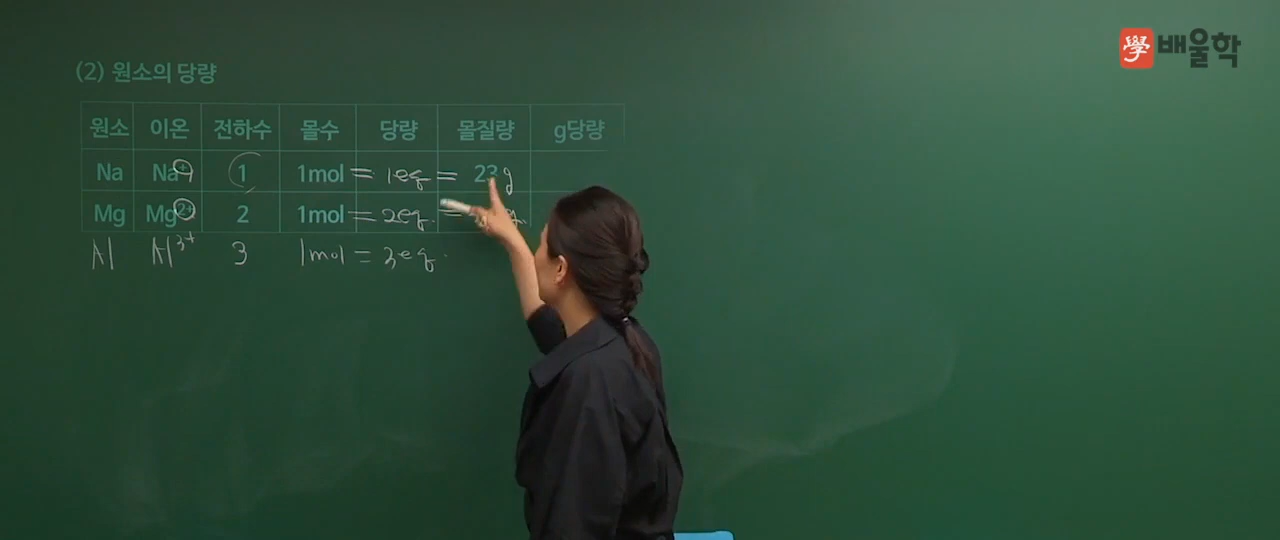 學 배울학
(2) 원소의 당량
원소 이온 전하수 몰수 당량 몰질량 g당량
Na Na⁺ 1 1mol = 1eq = 23g
Mg Mg²⁺ 2 1mol = 2eq. =
Al Al³⁺ 3 1mol = 3eq.